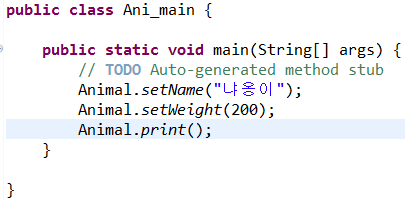 public class Ani_main {
public static void main(String[] args) {
// TODO Auto-generated method stub
Animal.setName("냐옹이");
Animal.setWeight(200);
Animal.print();
}
}